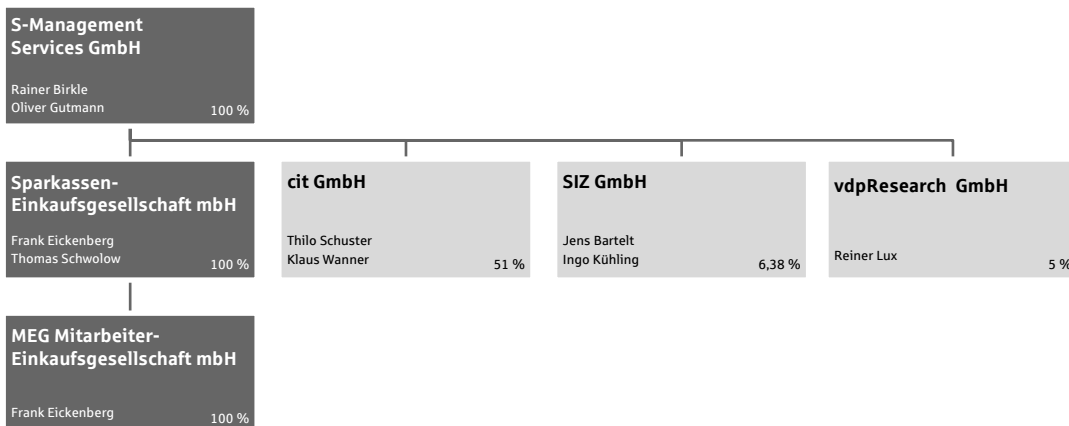 S-Management
Services GmbH
Rainer Birkle
Oliver Gutmann
100 %
Sparkassen-
Einkaufsgesellschaft mbH
Frank Eickenberg
Thomas Schwolow
100 %
cit GmbH
Thilo Schuster
Klaus Wanner
51 %
SIZ GmbH
Jens Bartelt
Ingo Kühling
6,38 %
vdpResearch GmbH
Reiner Lux
5 %
MEG Mitarbeiter-
Einkaufsgesellschaft mbH
Frank Eickenberg
100 %